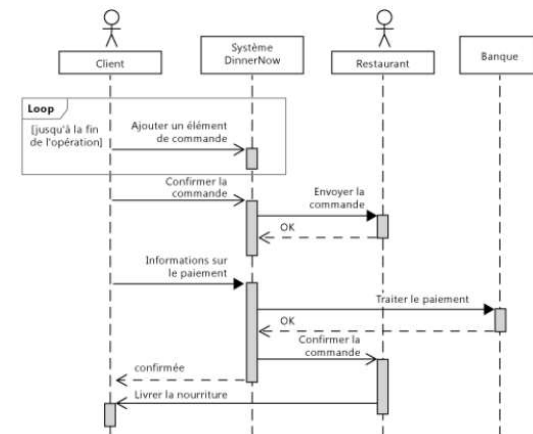 Client
Système
DinnerNow
Restaurant
Banque
Loop
[jusqu'à la fin
de l'opération]
Ajouter un élément
de commande
Confirmer la
commande
Envoyer la
commande
OK
Informations sur
le paiement
Traiter le paiement
OK
Confirmer la
commande
confirmée
Livrer la nourriture